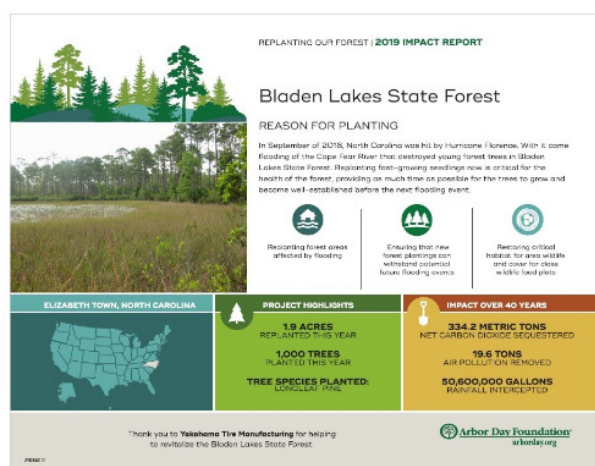 REPLANTING OUR FOREST | 2019 IMPACT REPORT
Bladen Lakes State Forest
REASON FOR PLANTING
In September of 2018, North Carolina was hit by Hurricane Florence. With it came
flooding of the Cape Fear River that destroyed young forest trees in Bladen
Lakes State Forest. Replanting fast-growing seedlings now is critical for the
health of the forest, providing as much time as possible for the trees to grow and
become well-established before the next flooding event.
Replanting forest areas
affected by flooding
Ensuring that new
forest plantings can
withstand potential
future flooding events
Restoring critical
habitat for area wildlife
and cover for close
wildlife food plots
ELIZABETH TOWN, NORTH CAROLINA
PROJECT HIGHLIGHTS
1.9 ACRES
REPLANTED THIS YEAR
1,000 TREES
PLANTED THIS YEAR
TREE SPECIES PLANTED:
LONGLEAF PINE
IMPACT OVER 40 YEARS
334.2 METRIC TONS
NET CARBON DIOXIDE SEQUESTERED
19.6 TONS
AIR POLLUTION REMOVED
50,600,000 GALLONS
RAINFALL INTERCEPTED
Thank you to Yokohama Tire Manufacturing for helping
to revitalize the Bladen Lakes State Forest
Arbor Day Foundation
arborday.org